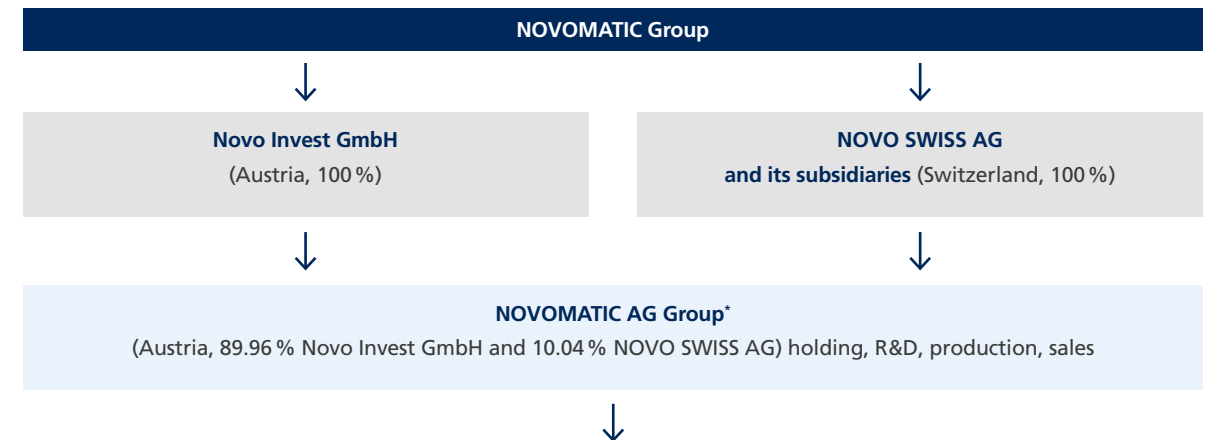 NOVOMATIC Group
Novo Invest GmbH
(Austria, 100 %)
NOVO SWISS AG
and its subsidiaries (Switzerland, 100 %)
NOVOMATIC AG Group*
(Austria, 89.96 % Novo Invest GmbH and 10.04 % NOVO SWISS AG) holding, R&D, production, sales